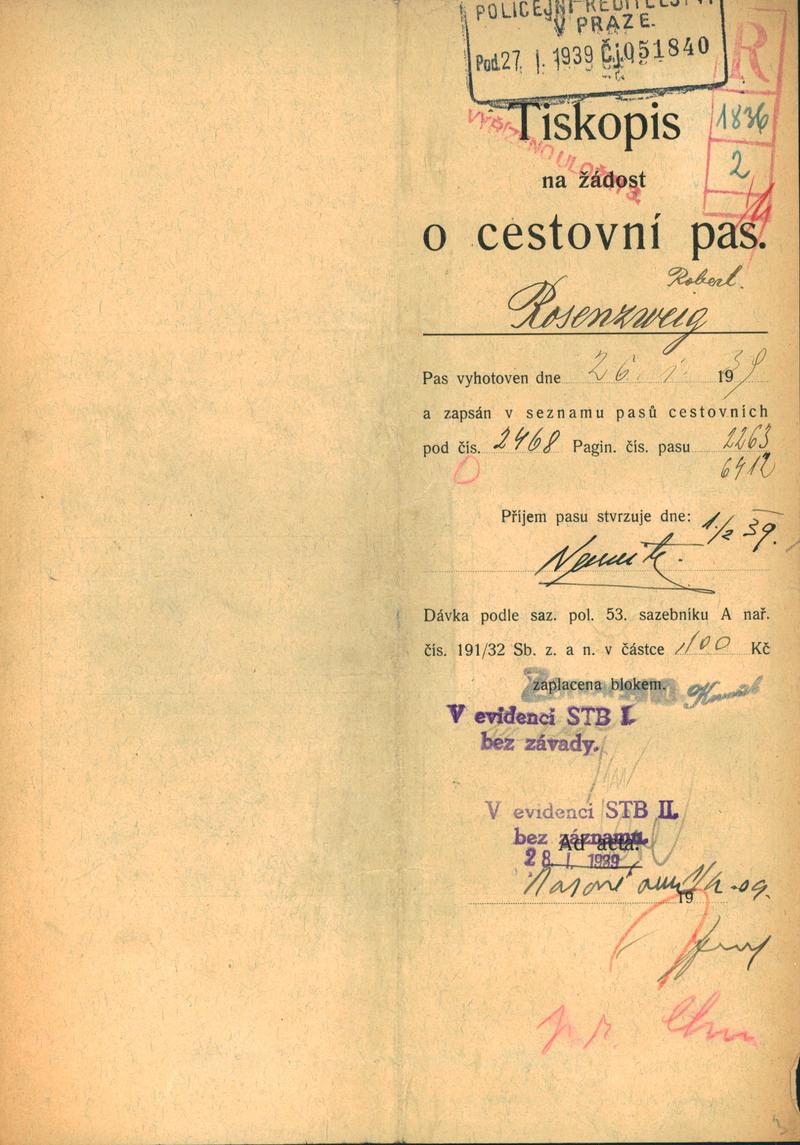 POLICEJNÍ ŘEDITELSTVÍ
V PRAZE.
Pod. 27. I. 1939 Čj. 051840
R
1836
2
Tiskopis
na žádost
o cestovní pas.
Robert.
Rosenzweig
Pas vyhotoven dne 26. 1. 1939
a zapsán v seznamu pasů cestovních
pod čís. 2468 Pagin. čís. pasu 2263
6412
Příjem pasu stvrzuje dne: 1/2 39.
Dávka podle saz. pol. 53. sazebníku A nař.
čís. 191/32 Sb. z. a n. v částce 100 Kč
zaplacena blokem.
V evidenci STB I.
bez závady.
V evidenci STB II.
bez záznamu.
Ad acta.
28. I. 1939
19